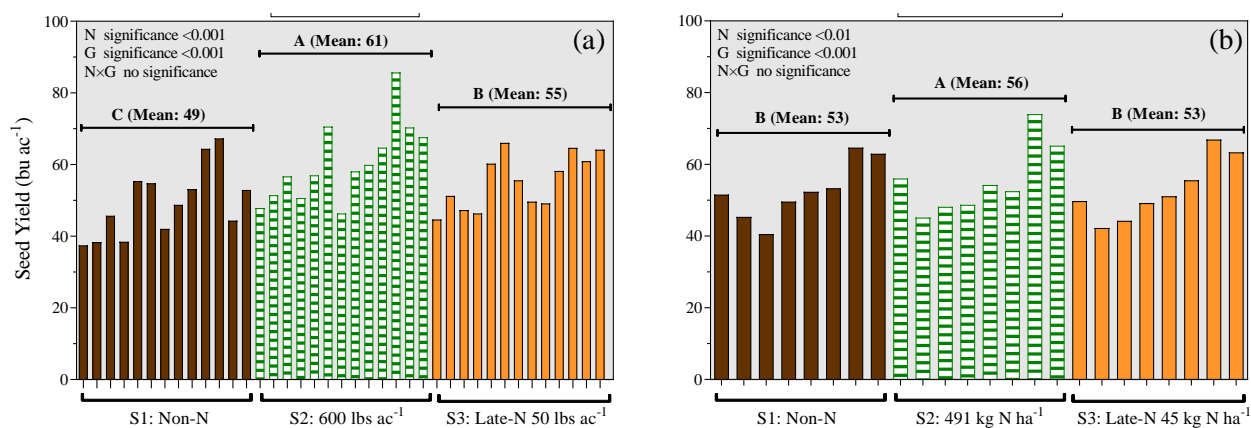 Seed Yield (bu ac⁻¹)
100
80
60
40
20
0
N significance <0.001
G significance <0.001
N×G no significance
(a)
C (Mean: 49)
A (Mean: 61)
B (Mean: 55)
S1: Non-N
S2: 600 lbs ac⁻¹
S3: Late-N 50 lbs ac⁻¹
100
80
60
40
20
0
N significance <0.01
G significance <0.001
N×G no significance
(b)
B (Mean: 53)
A (Mean: 56)
B (Mean: 53)
S1: Non-N
S2: 491 kg N ha⁻¹
S3: Late-N 45 kg N ha⁻¹